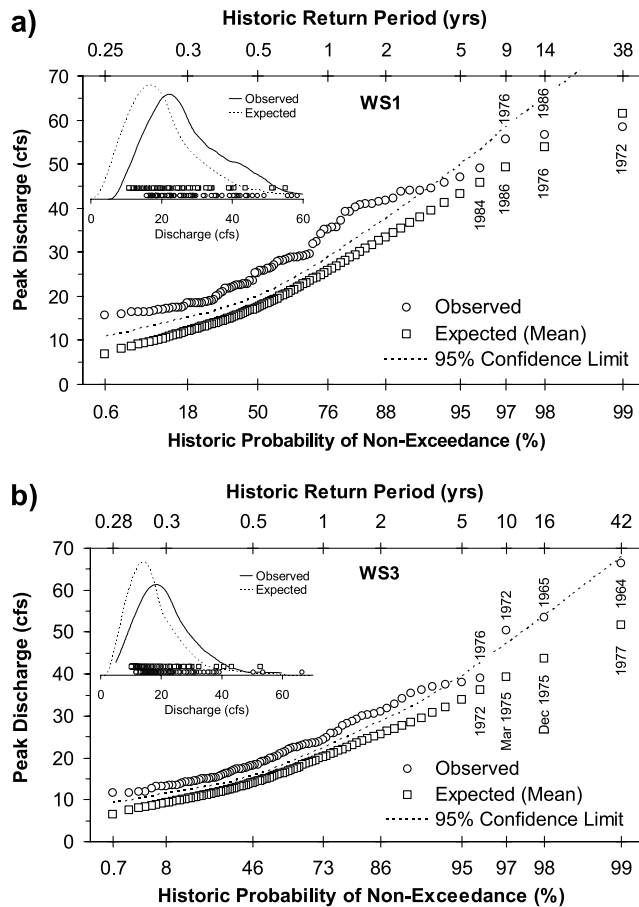 a)
Historic Return Period (yrs)
0.25 0.3 0.5 1 2 5 9 14 38
WS1
Observed
Expected
0 20 40 60
Discharge (cfs)
Peak Discharge (cfs)
70
60
50
40
30
20
10
0
1976
1986
1972
1984
1986
1976
Observed
Expected (Mean)
95% Confidence Limit
0.6 18 50 76 88 95 97 98 99
Historic Probability of Non-Exceedance (%)
b)
Historic Return Period (yrs)
0.28 0.3 0.5 1 2 5 10 16 42
WS3
Observed
Expected
0 20 40 60
Discharge (cfs)
Peak Discharge (cfs)
70
60
50
40
30
20
10
0
1976
1972
1965
1964
1972
Mar 1975
Dec 1975
1977
Observed
Expected (Mean)
95% Confidence Limit
0.7 8 46 73 86 95 97 98 99
Historic Probability of Non-Exceedance (%)